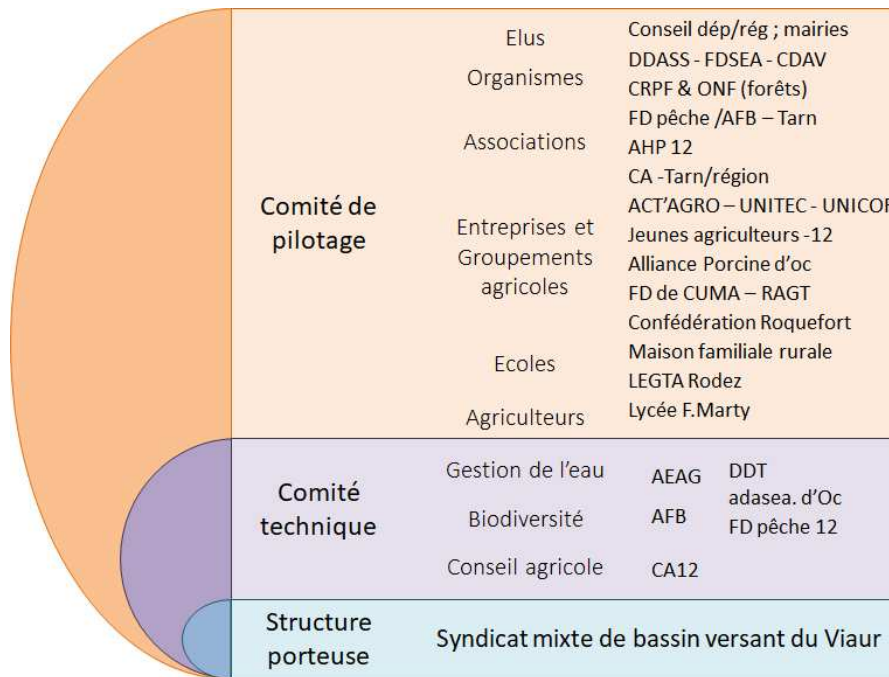 Comité de
pilotage
Elus
Organismes
Associations
Entreprises et
Groupements
agricoles
Ecoles
Agriculteurs
Conseil dép/rég ; mairies
DDASS - FDSEA - CDAV
CRPF & ONF (forêts)
FD pêche /AFB – Tarn
AHP 12
CA -Tarn/région
ACT’AGRO – UNITEC - UNICOR
Jeunes agriculteurs -12
Alliance Porcine d’oc
FD de CUMA – RAGT
Confédération Roquefort
Maison familiale rurale
LEGTA Rodez
Lycée F.Marty
Comité
technique
Gestion de l’eau
Biodiversité
Conseil agricole
AEAG
AFB
CA12
DDT
adasea. d’Oc
FD pêche 12
Structure
porteuse
Syndicat mixte de bassin versant du Viaur